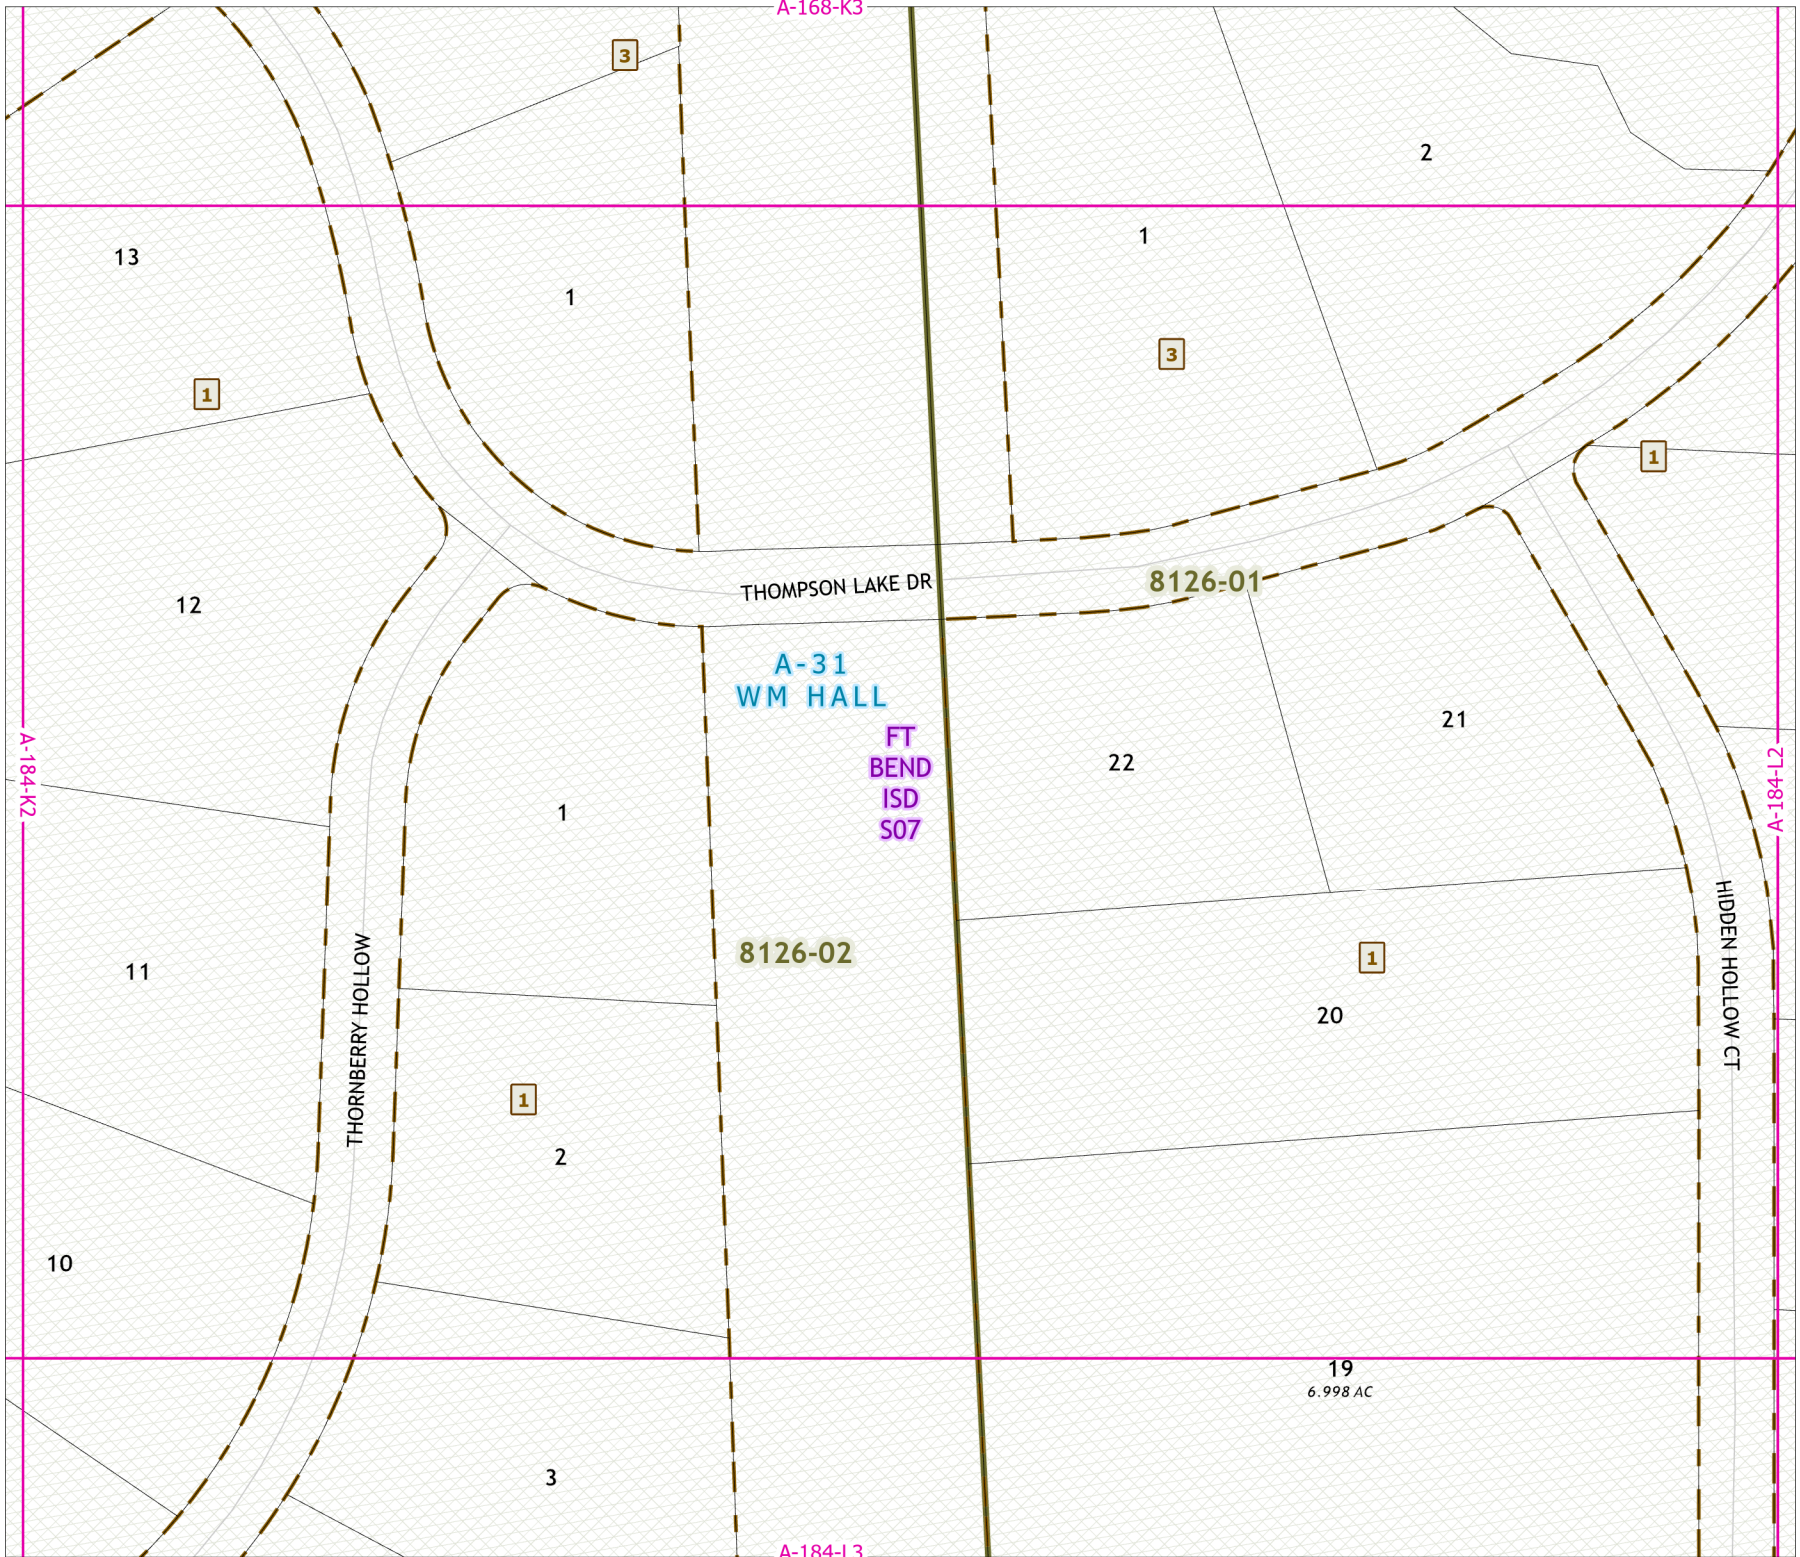 A-168-K3
3
2
13
1
1
1
3
1
THOMPSON LAKE DR
8126-01
1
12
A-31
WM HALL
FT
BEND
ISD
S07
22
21
A-184-K2
A-184-L2
1
8126-02
11
THORNBERRY HOLLOW
1
20
HIDDEN HOLLOW CT
1
2
10
19
6.998 AC
3
A-184-L3